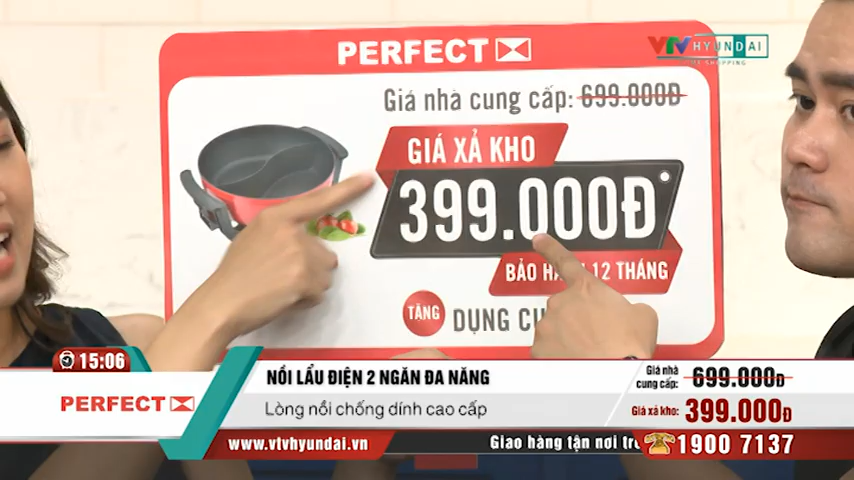 PERFECT
VTV HYUNDAI
SHOPPING
Giá nhà cung cấp: 699.000Đ
GIÁ XẢ KHO
399.000Đ
BẢO 12 THÁNG
TẶNG
DỤNG
15:06
PERFECT
NỒI LẨU ĐIỆN 2 NGĂN ĐA NĂNG
Lòng nồi chống dính cao cấp
Giá nhà
cung cấp: 699.000Đ
Giá xả kho: 399.000Đ
www.vtvhyundai.vn
Giao hàng tận nơi
1900 7137